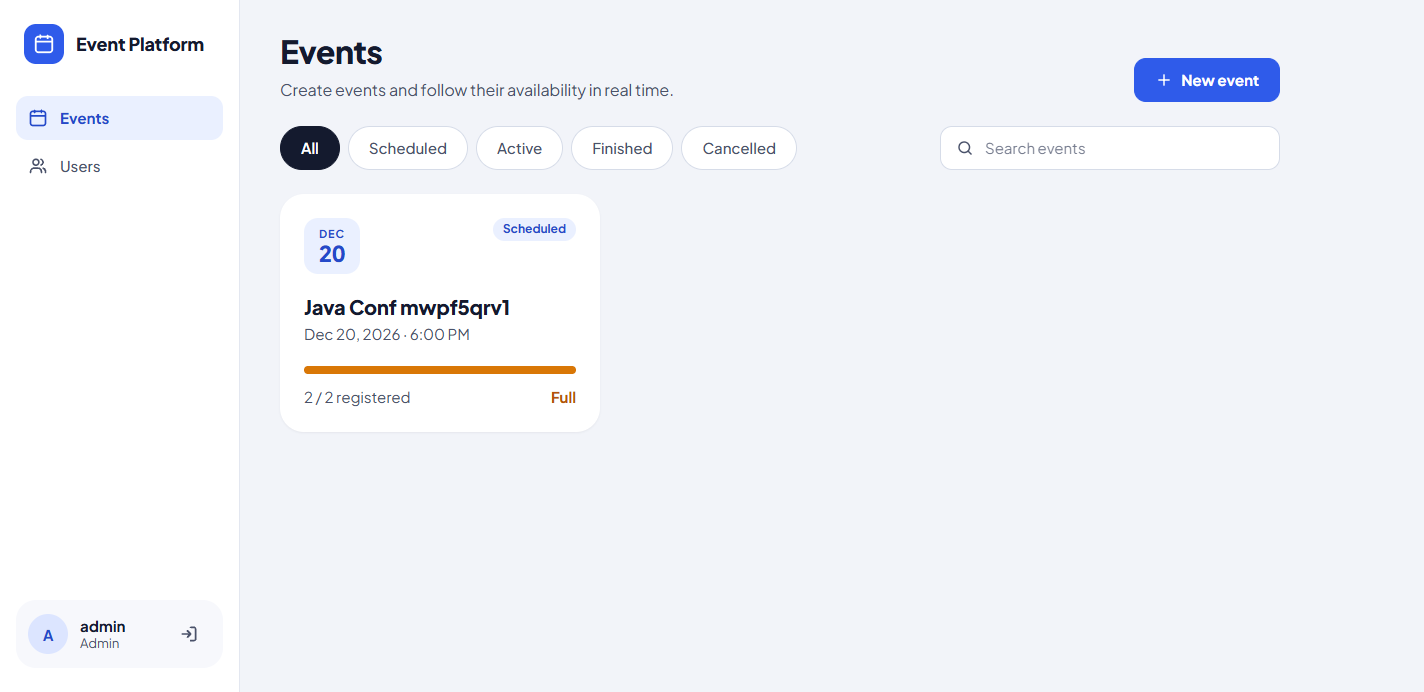 Event Platform
Events
Users
Events
Create events and follow their availability in real time.
New event
All
Scheduled
Active
Finished
Cancelled
Search events
DEC
20
Scheduled
Java Conf mwpf5qrv1
Dec 20, 2026 · 6:00 PM
2 / 2 registered
Full
A
admin
Admin